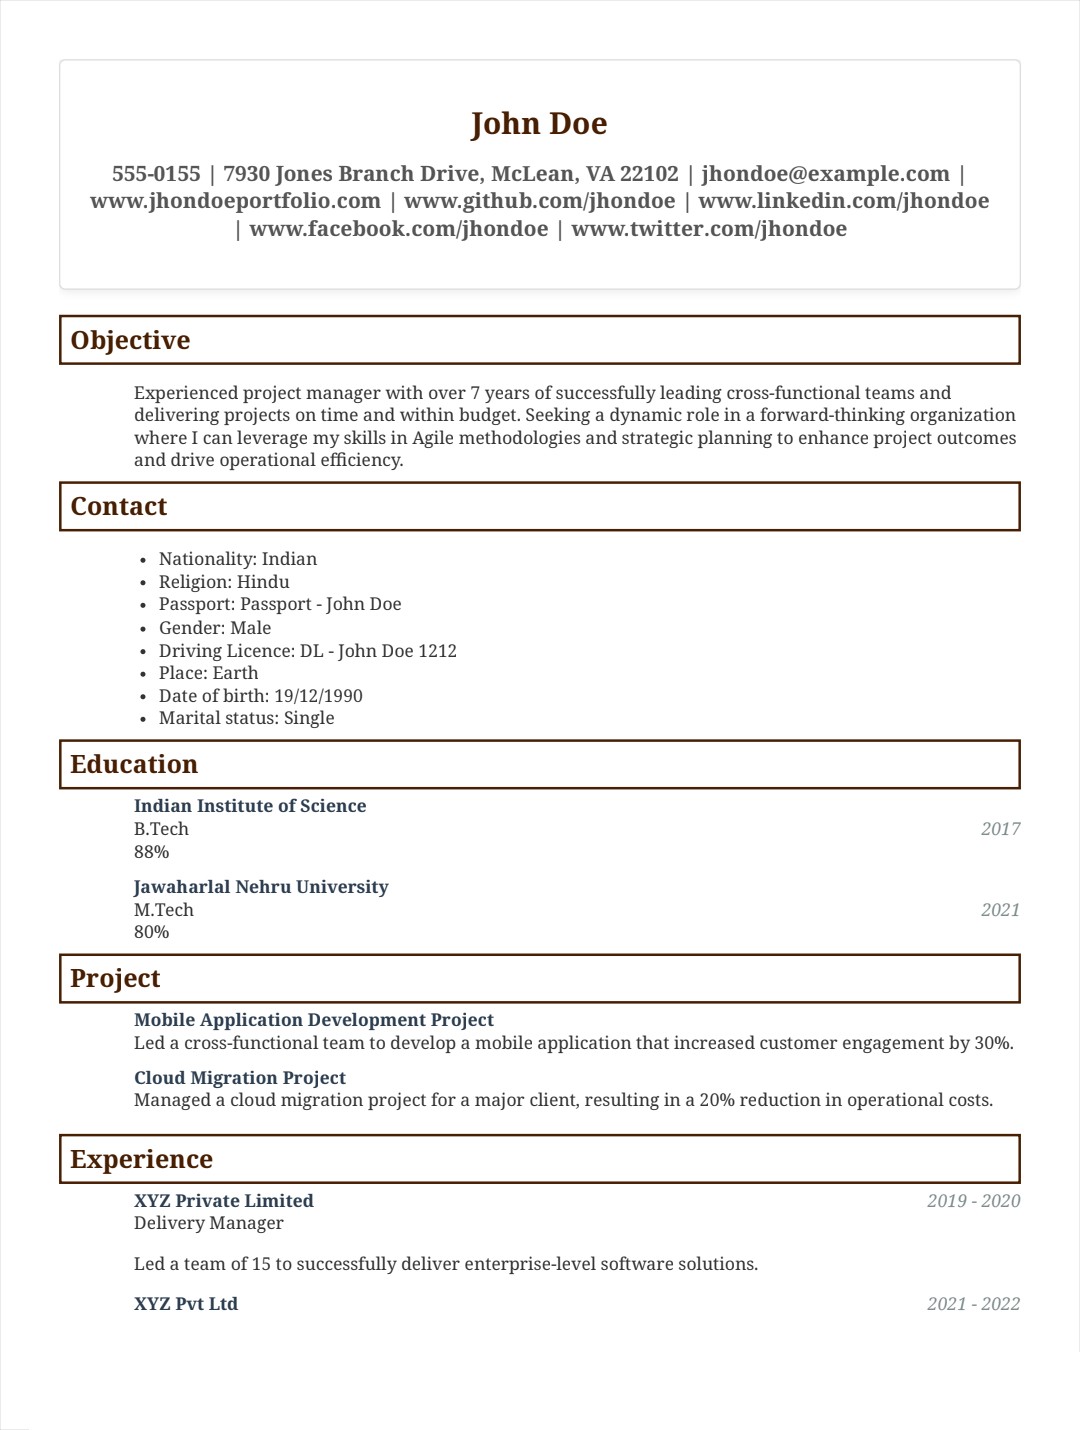 John Doe
555-0155 | 7930 Jones Branch Drive, McLean, VA 22102 | jhondoe@example.com |
www.jhondoeportfolio.com | www.github.com/jhondoe | www.linkedin.com/jhondoe
| www.facebook.com/jhondoe | www.twitter.com/jhondoe
Objective
Experienced project manager with over 7 years of successfully leading cross-functional teams and
delivering projects on time and within budget. Seeking a dynamic role in a forward-thinking organization
where I can leverage my skills in Agile methodologies and strategic planning to enhance project outcomes
and drive operational efficiency.
Contact
• Nationality: Indian
• Religion: Hindu
• Passport: Passport - John Doe
• Gender: Male
• Driving Licence: DL - John Doe 1212
• Place: Earth
• Date of birth: 19/12/1990
• Marital status: Single
Education
Indian Institute of Science
B.Tech 2017
88%
Jawaharlal Nehru University
M.Tech 2021
80%
Project
Mobile Application Development Project
Led a cross-functional team to develop a mobile application that increased customer engagement by 30%.
Cloud Migration Project
Managed a cloud migration project for a major client, resulting in a 20% reduction in operational costs.
Experience
XYZ Private Limited 2019 - 2020
Delivery Manager
Led a team of 15 to successfully deliver enterprise-level software solutions.
XYZ Pvt Ltd 2021 - 2022